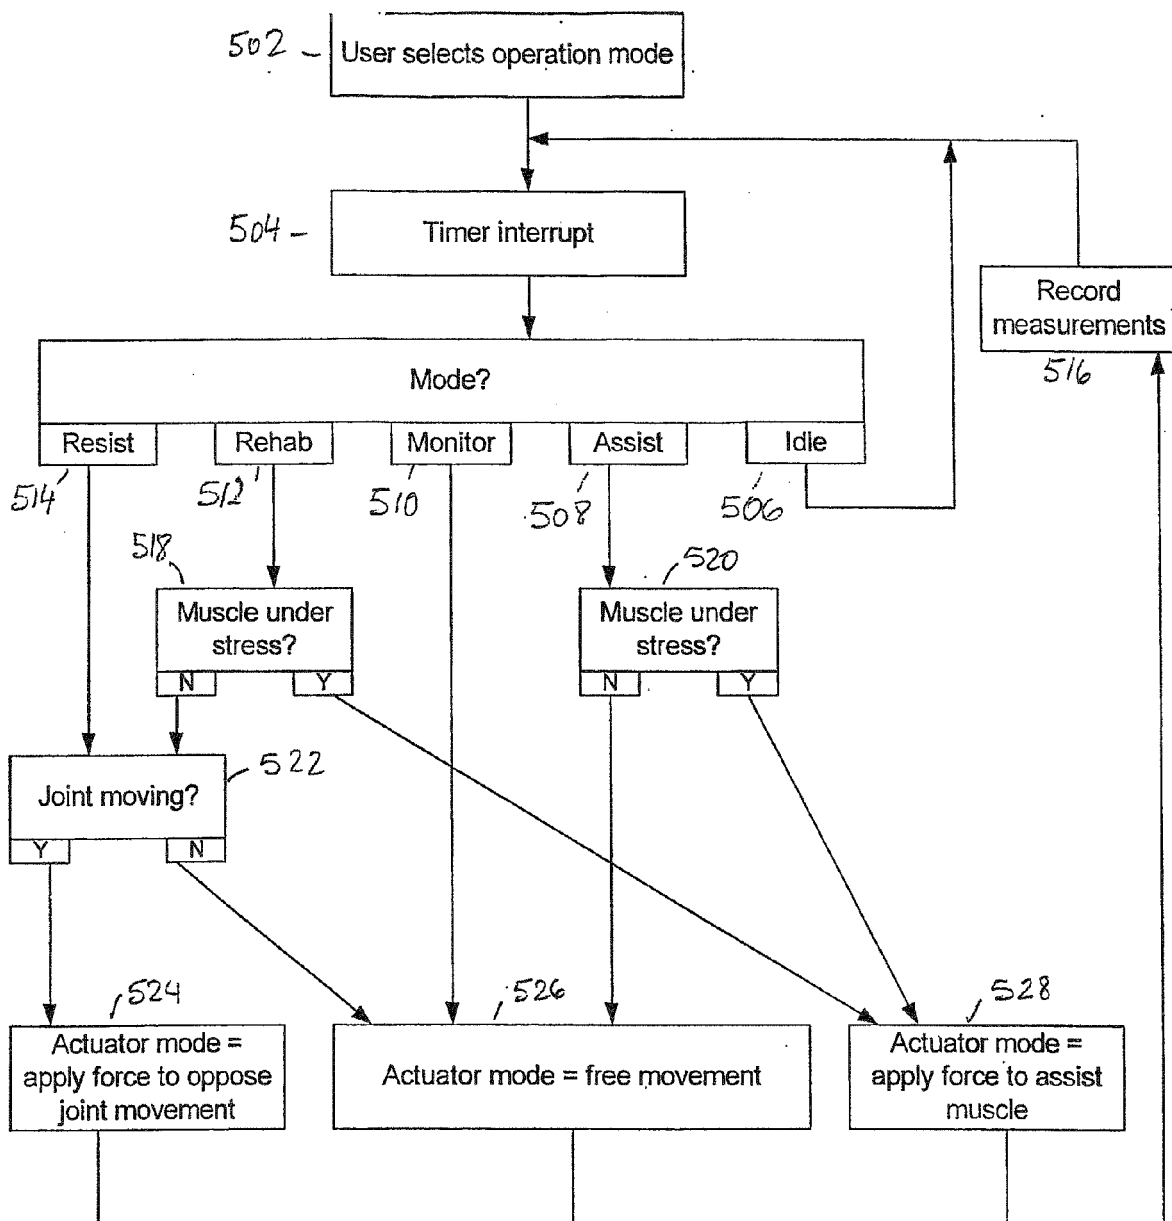 502
User selects operation mode
504
Timer interrupt
Record
measurements
516
Mode?
Resist
Rehab
Monitor
Assist
Idle
514
512
510
508
506
518
520
Muscle under
stress?
N
Y
Muscle under
stress?
N
Y
522
Joint moving?
Y
N
524
526
528
Actuator mode =
apply force to oppose
joint movement
Actuator mode = free movement
Actuator mode =
apply force to assist
muscle